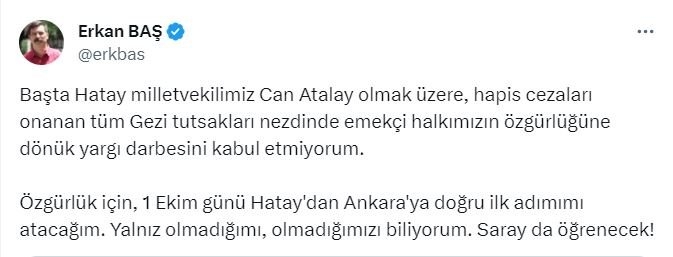 Erkan BAŞ
@erkbas
Başta Hatay milletvekilimiz Can Atalay olmak üzere, hapis cezaları
onanan tüm Gezi tutsakları nezdinde emekçi halkımızın özgürlüğüne
dönük yargı darbesini kabul etmiyorum.
Özgürlük için, 1 Ekim günü Hatay'dan Ankara'ya doğru ilk adımımı
atacağım. Yalnız olmadığımı, olmadığımızı biliyorum. Saray da öğrenecek!